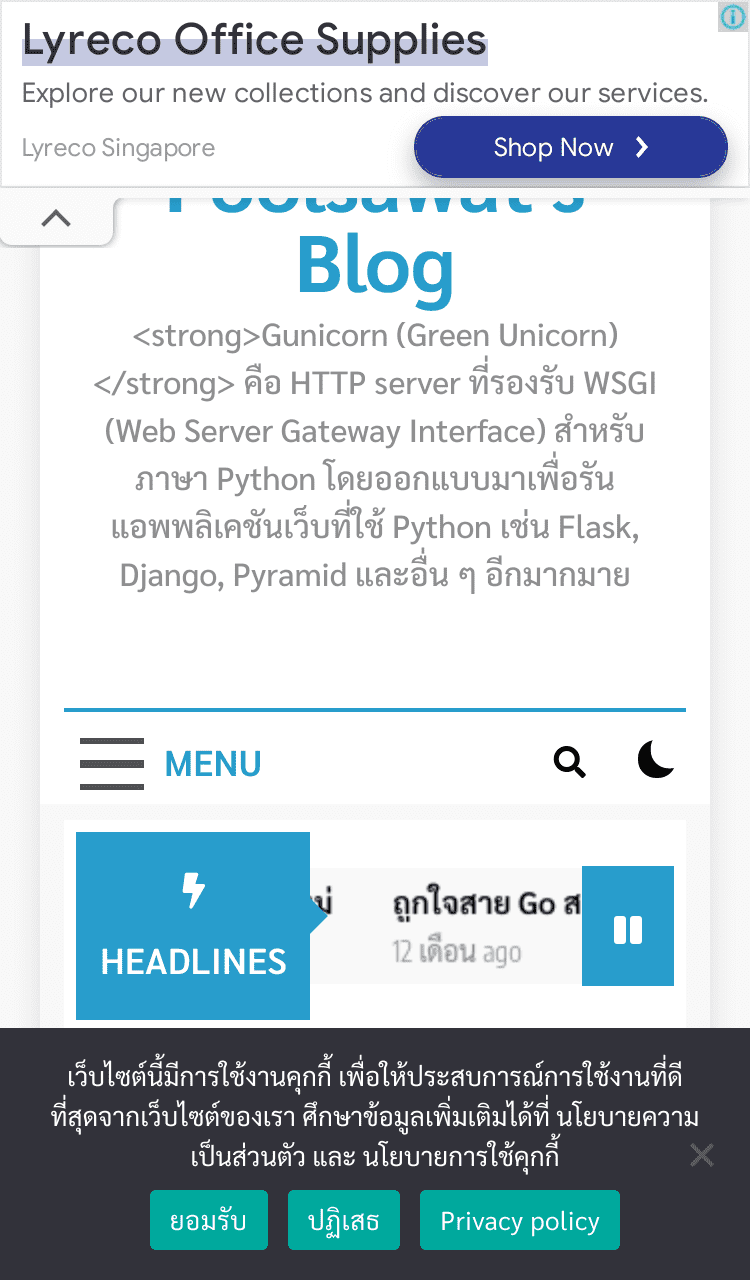 Lyreco Office Supplies
Explore our new collections and discover our services.
Lyreco Singapore
Shop Now
Poolsawat's
Blog
<strong>Gunicorn (Green Unicorn)
</strong> คือ HTTP server ที่รองรับ WSGI
(Web Server Gateway Interface) สำหรับ
ภาษา Python โดยออกแบบมาเพื่อรัน
แอพพลิเคชันเว็บที่ใช้ Python เช่น Flask,
Django, Pyramid และอื่น ๆ อีกมากมาย
MENU
HEADLINES
ถูกใจสาย Go ส
12 เดือน ago
เว็บไซต์นี้มีการใช้งานคุกกี้ เพื่อให้ประสบการณ์การใช้งานที่ดี
ที่สุดจากเว็บไซต์ของเรา ศึกษาข้อมูลเพิ่มเติมได้ที่ นโยบายความ
เป็นส่วนตัว และ นโยบายการใช้คุกกี้
ยอมรับ
ปฏิเสธ
Privacy policy